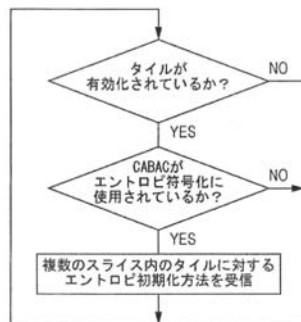 タイルが
有効化されているか?
NO
YES
CABACが
エントロピ符号化に
使用されているか?
NO
YES
複数のスライス内のタイルに対する
エントロピ初期化方法を受信